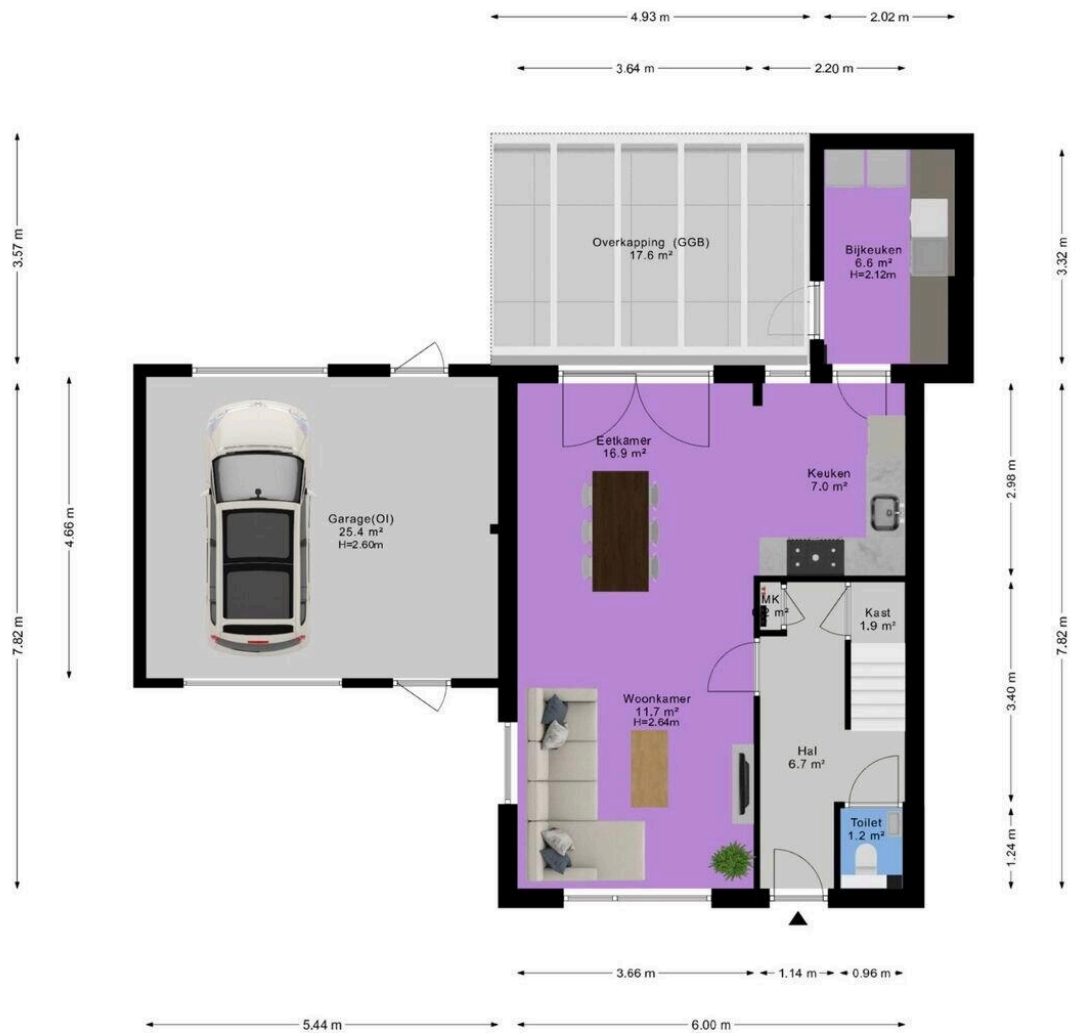 4.93 m
2.02 m
3.64 m
2.20 m
3.57 m
3.32 m
Overkapping (GGB)
17.6 m²
Bijkeuken
6.6 m²
H=2.12m
Eetkamer
16.9 m²
Keuken
7.0 m²
2.98 m
Garage(OI)
25.4 m²
H=2.60m
4.66 m
7.82 m
MK
m²
Kast
1.9 m²
3.40 m
7.82 m
Woonkamer
11.7 m²
H=2.64m
Hal
6.7 m²
Toilet
1.2 m²
1.24 m
3.66 m
1.14 m
0.96 m
5.44 m
6.00 m